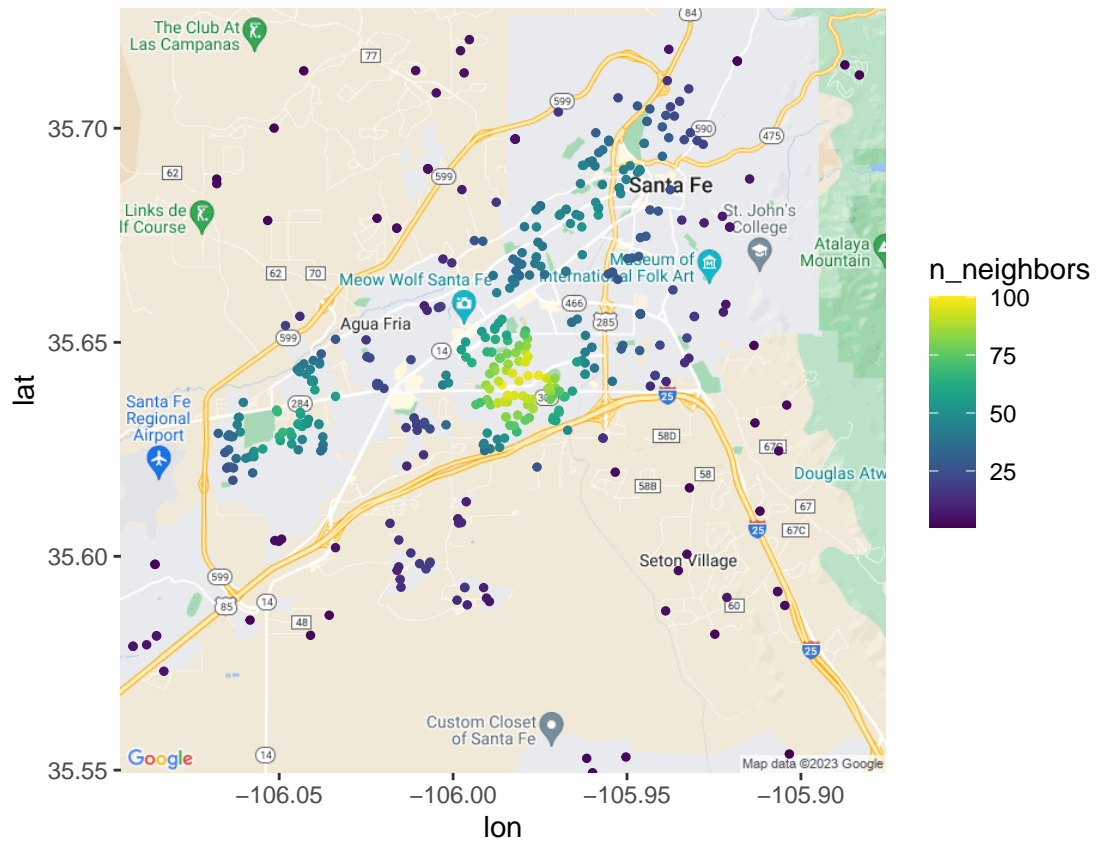 The Club At
Las Campanas
84
77
599
590
475
35.70
62
599
Santa Fe
Links de
lf Course
St. John's
College
Atalaya
Mountain
62
70
Museum of
International Folk Art
Meow Wolf Santa Fe
466
Agua Fria
285
599
14
35.65
lat
284
25
Santa Fe
Regional
Airport
58D
67C
58
58B
Douglas Atw
67
25
67C
35.60
Seton Village
599
85
14
60
48
25
Custom Closet
of Santa Fe
14
Google
Map data ©2023 Google
35.55
−106.05
−106.00
−105.95
−105.90
lon
n_neighbors
100
75
50
25